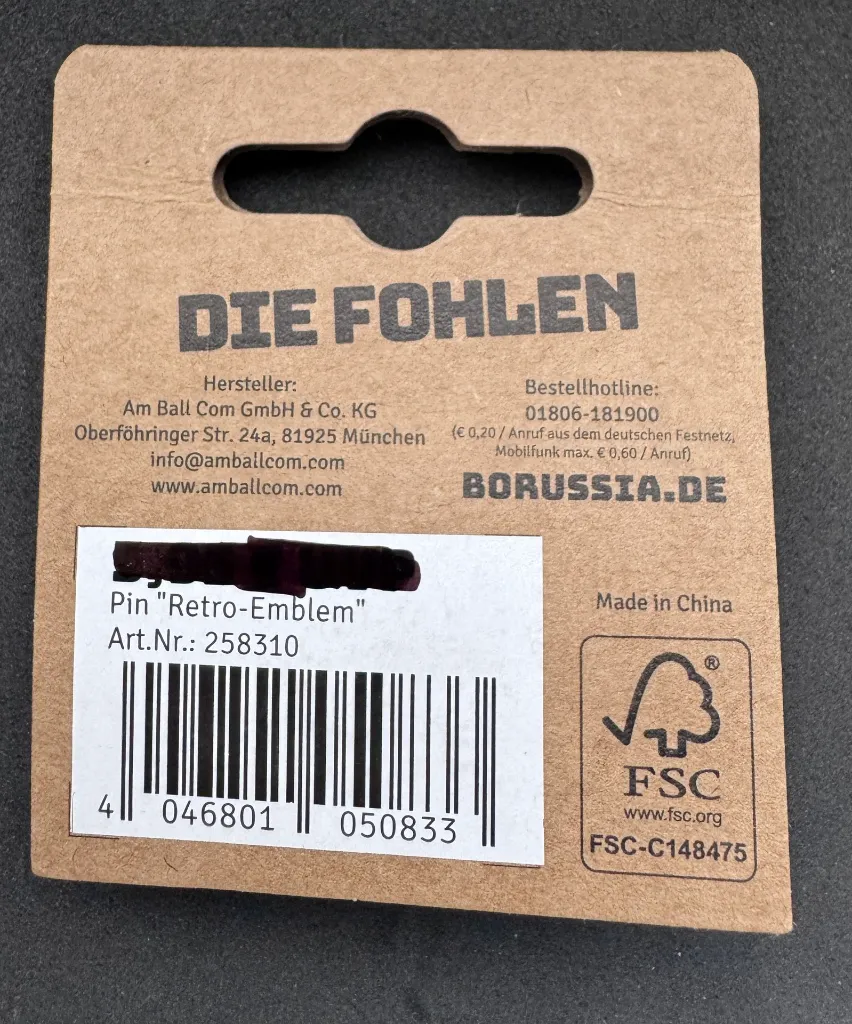 DIE FOHLEN
Hersteller:
Am Ball Com GmbH & Co. KG
Oberföhringer Str. 24a, 81925 München
info@amballcom.com
www.amballcom.com
Bestellhotline:
01806-181900
(€ 0,20 / Anruf aus dem deutschen Festnetz,
Mobilfunk max. € 0,60 / Anruf)
BORUSSIA.DE
Pin "Retro-Emblem"
Art.Nr.: 258310
4 046801 050833
Made in China
®
FSC
www.fsc.org
FSC-C148475